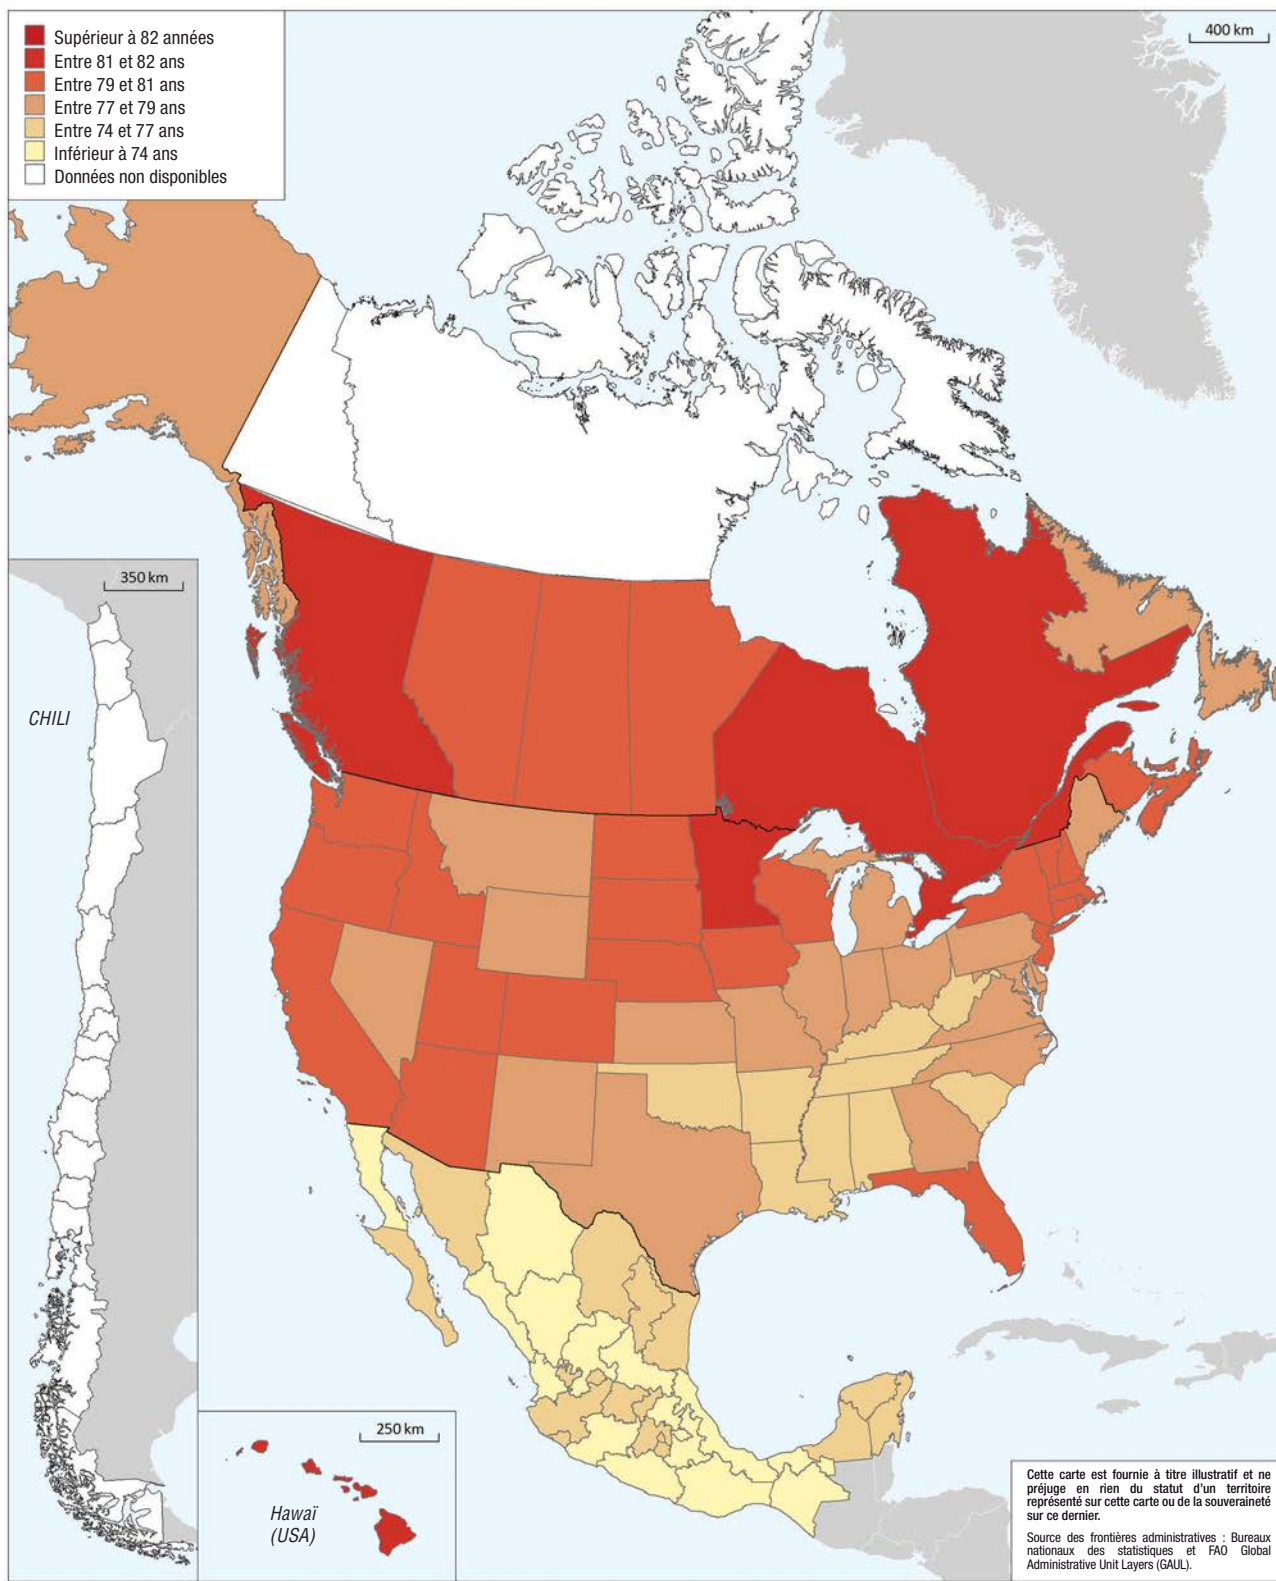 Supérieur à 82 années
Entre 81 et 82 ans
Entre 79 et 81 ans
Entre 77 et 79 ans
Entre 74 et 77 ans
Inférieur à 74 ans
Données non disponibles
400 km
350 km
CHILI
250 km
Hawaï
(USA)
Cette carte est fournie à titre illustratif et ne
préjuge en rien du statut d'un territoire
représenté sur cette carte ou de la souveraineté
sur ce dernier.
Source des frontières administratives : Bureaux
nationaux des statistiques et FAO Global
Administrative Unit Layers (GAUL).